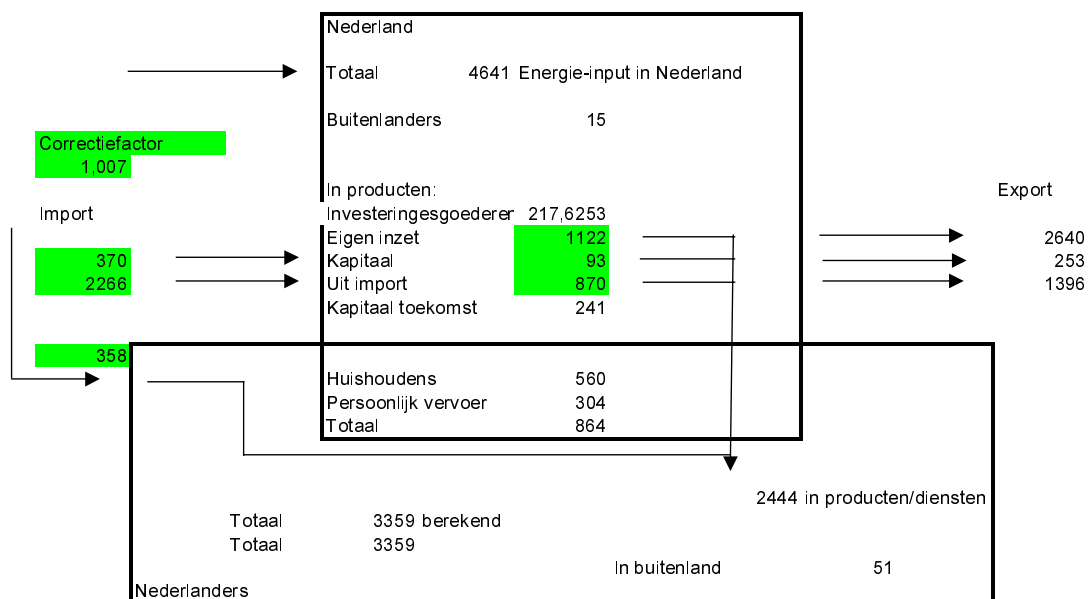 Nederland
Totaal 4641 Energie-input in Nederland
Buitenlanders 15
Correctiefactor
1,007
In producten: Export
Import Investeringesgoederer 217,6253
Eigen inzet 1122 2640
370 Kapitaal 93 253
2266 Uit import 870 1396
Kapitaal toekomst 241
358
Huishoudens 560
Persoonlijk vervoer 304
Totaal 864
2444 in producten/diensten
Totaal 3359 berekend
Totaal 3359
In buitenland 51
Nederlanders